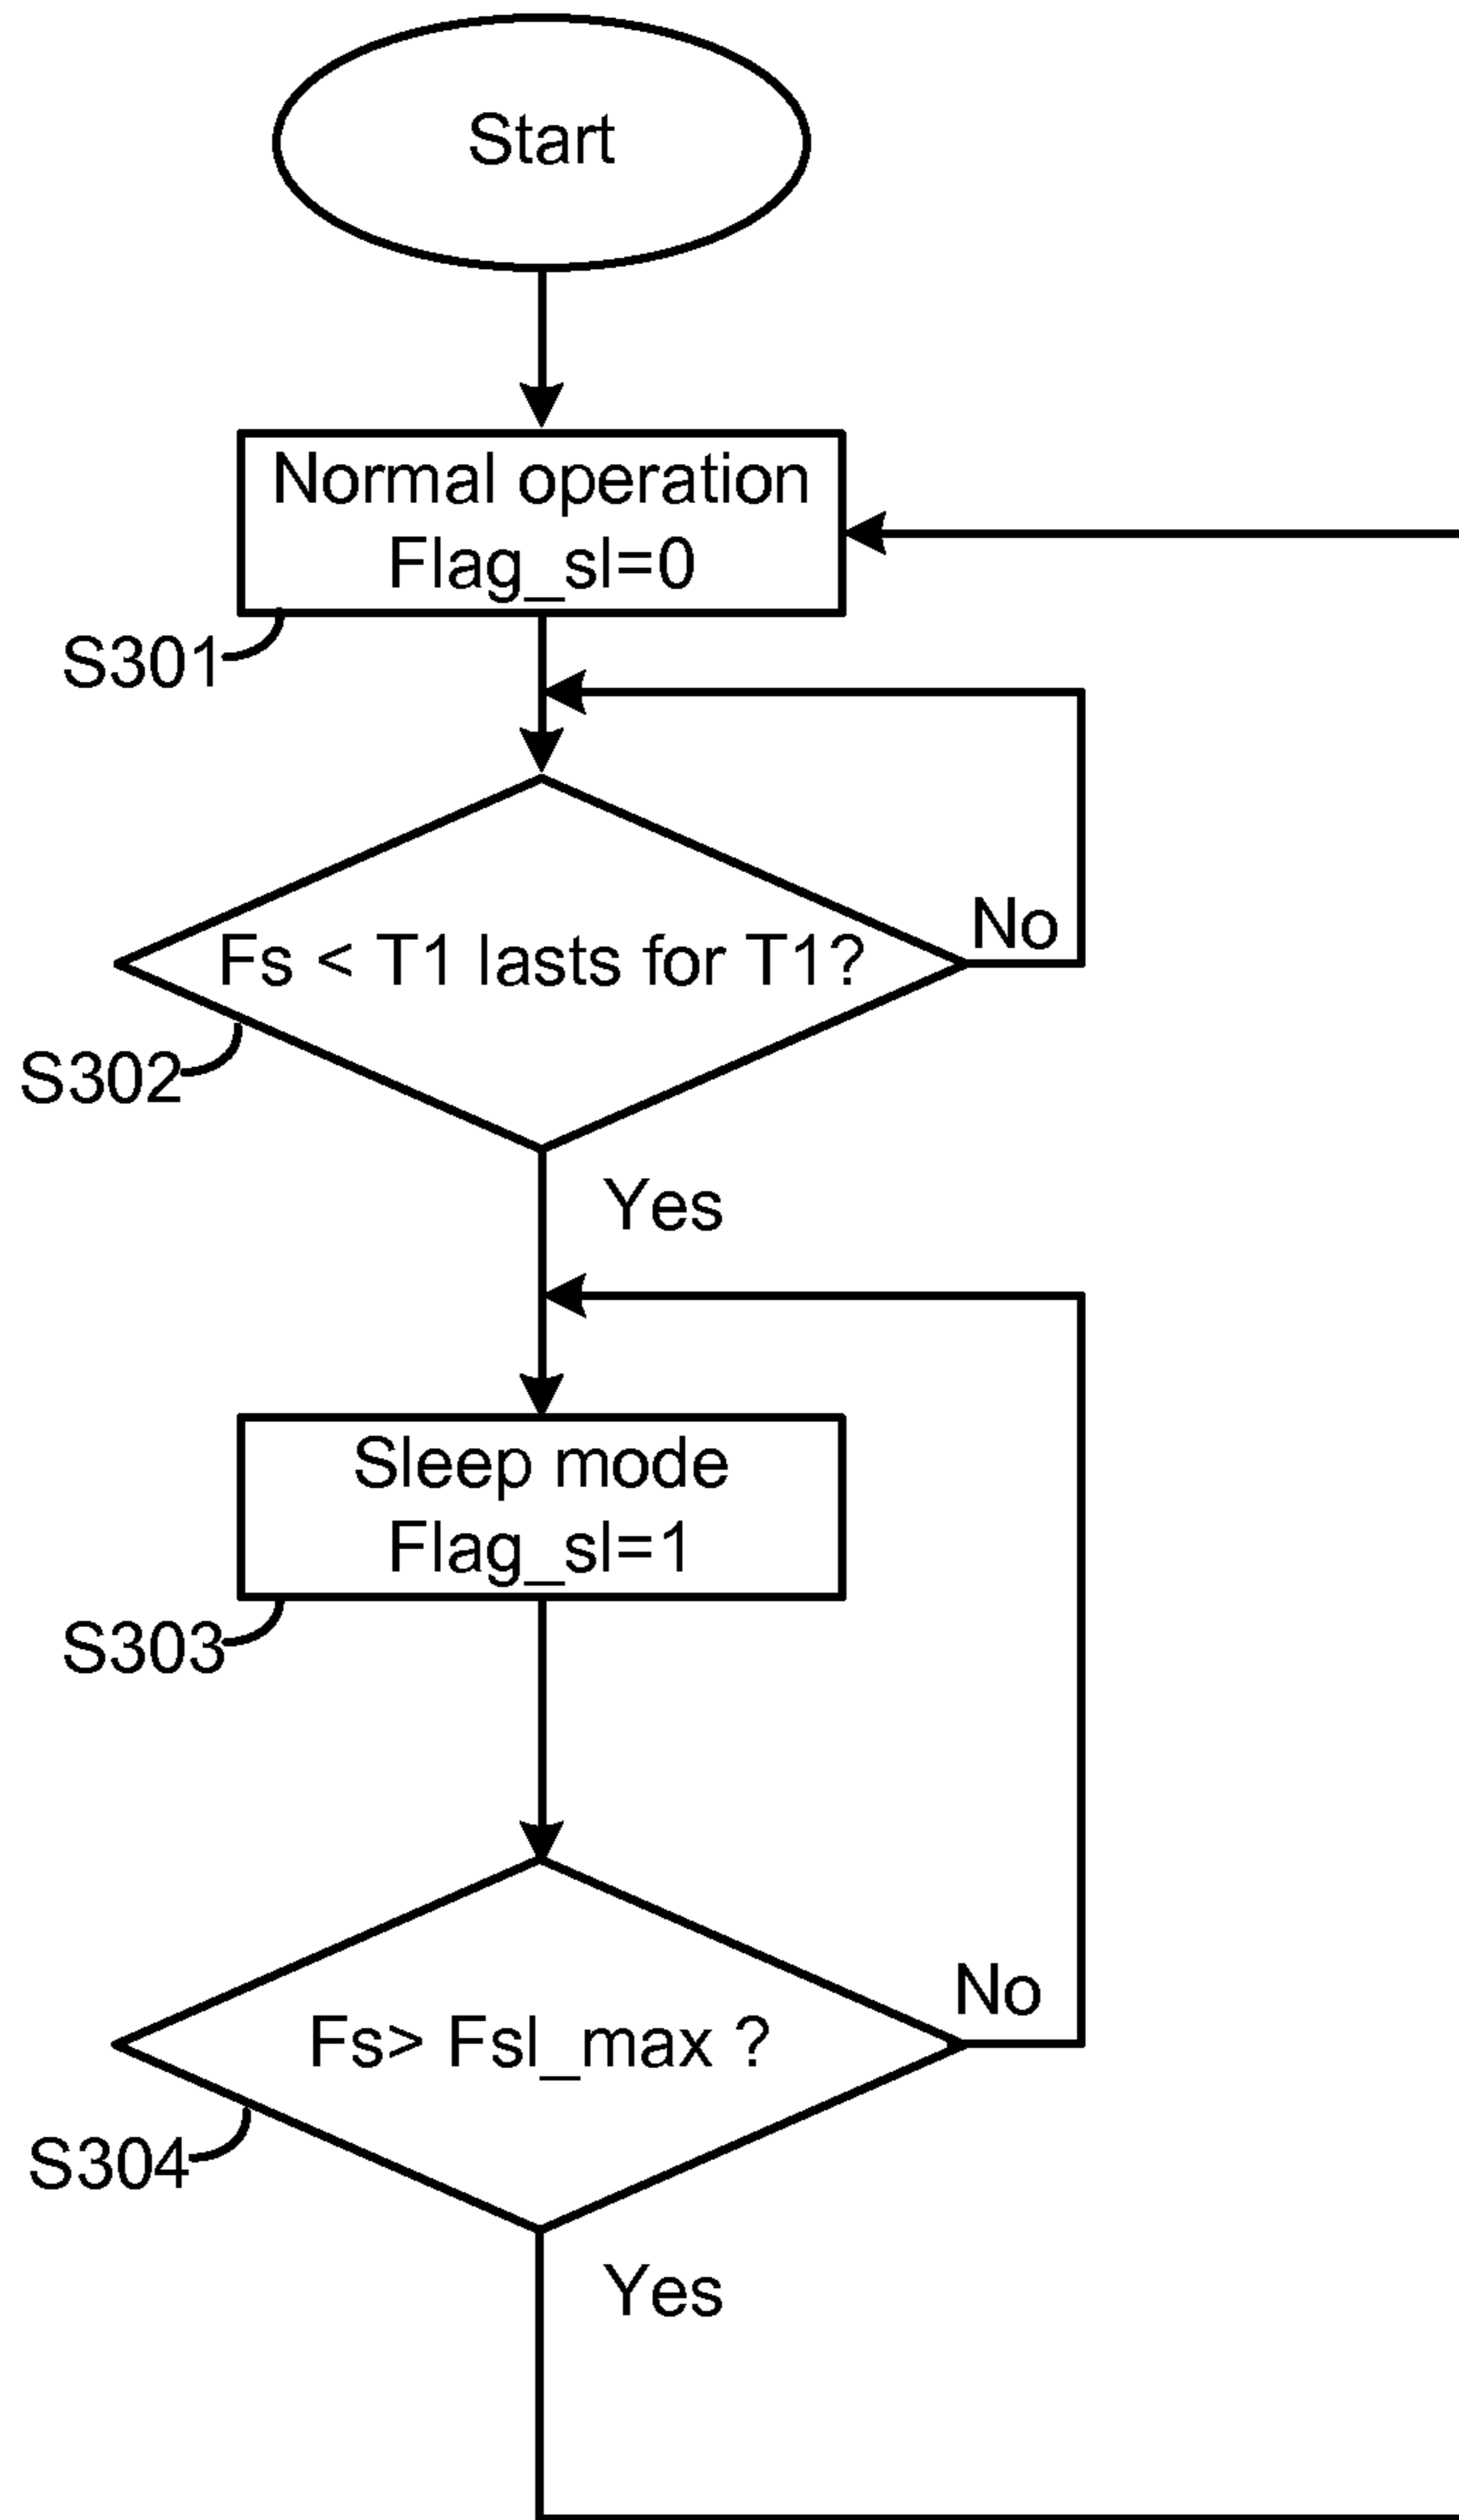 Start
Normal operation
Flag_sl=0
S301
No
Fs < T1 lasts for T1?
S302
Yes
Sleep mode
Flag_sl=1
S303
No
Fs> Fsl_max ?
S304
Yes